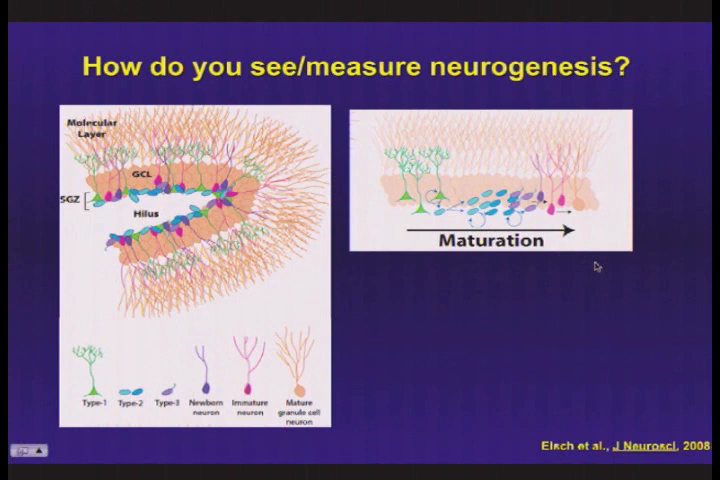 How do you see/measure neurogenesis?
Molecular
Layer
GCL
SGZ
Hilus
Type-1
Type-2
Type-3
Newborn
neuron
Immature
neuron
Mature
granule cell
neuron
Maturation
Eisch et al., J Neurosci, 2008